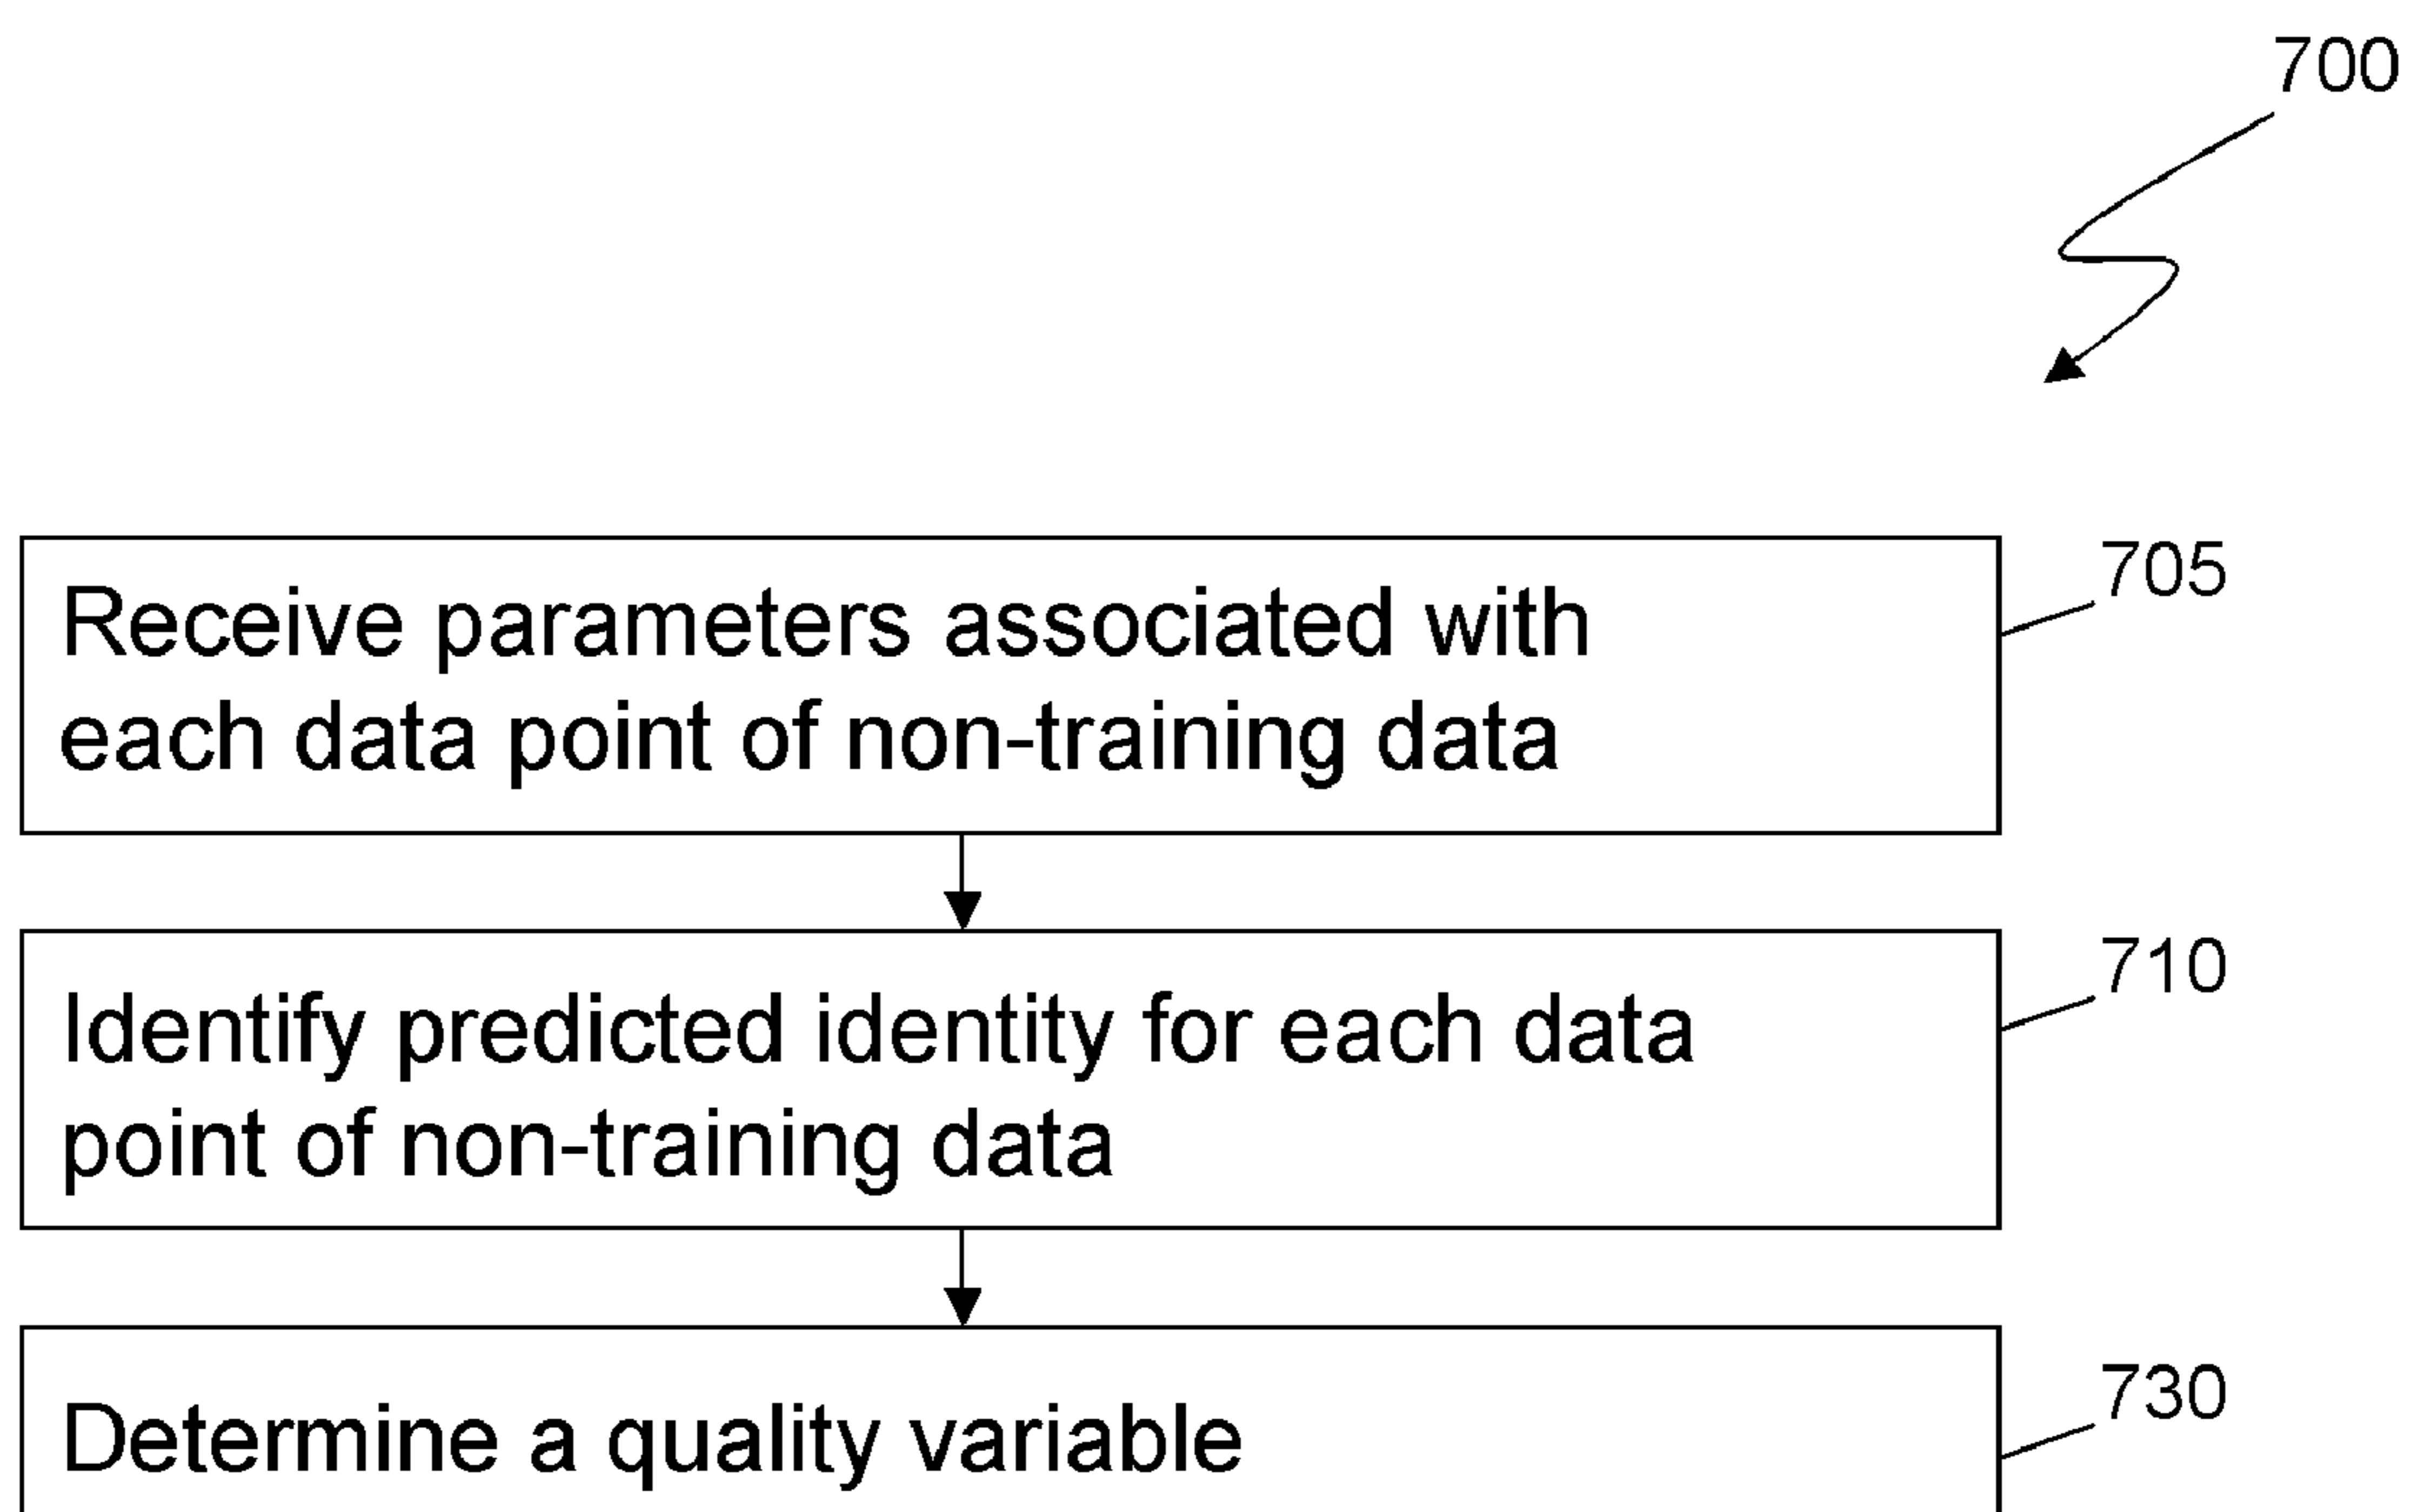 700
705
Receive parameters associated with
each data point of non-training data
710
Identify predicted identity for each data
point of non-training data
730
Determine a quality variable